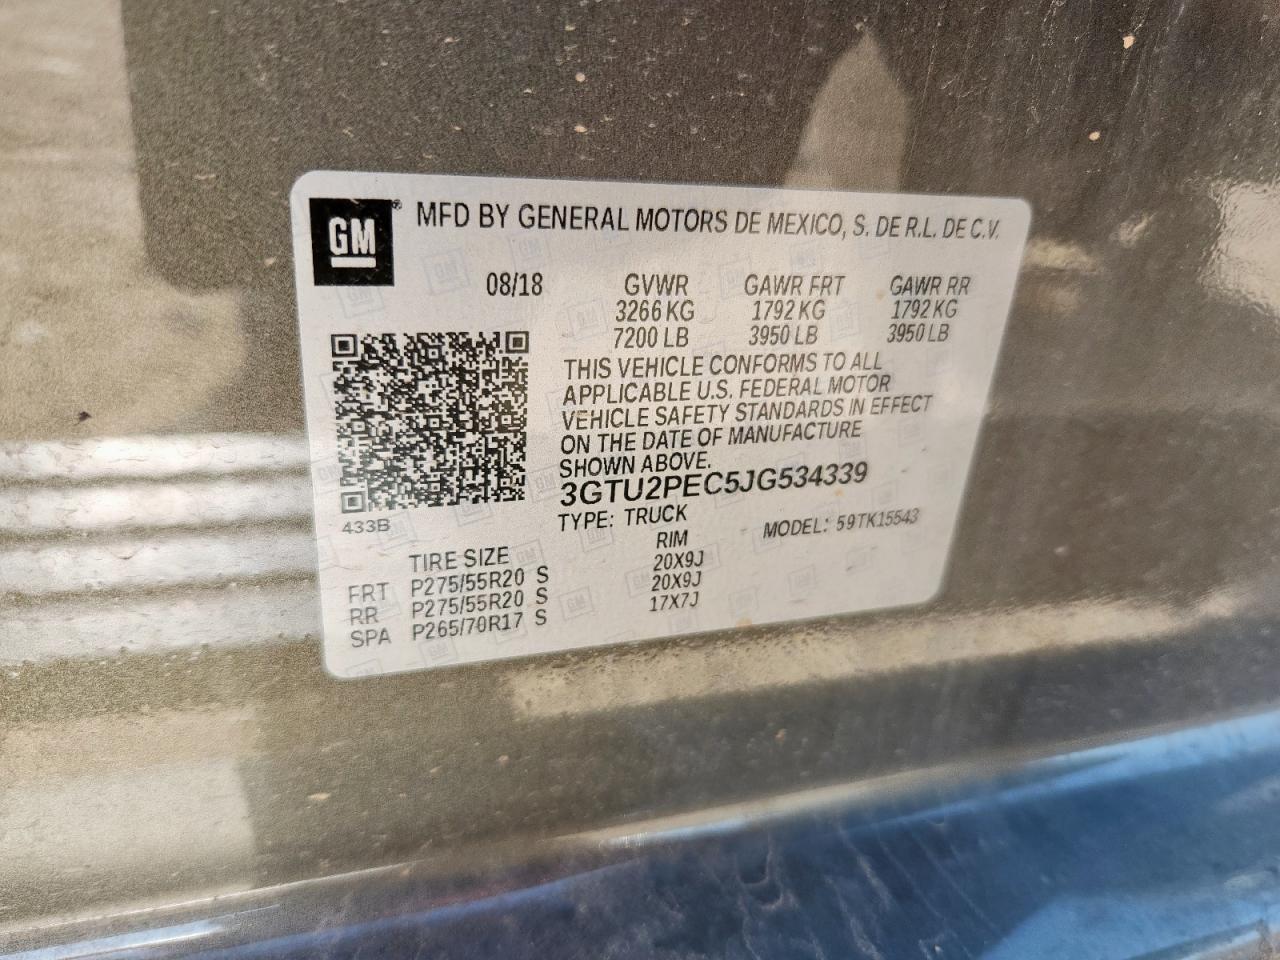 GM® MFD BY GENERAL MOTORS DE MEXICO, S. DE R.L. DE C.V.
08/18 GVWR GAWR FRT GAWR RR
3266 KG 1792 KG 1792 KG
7200 LB 3950 LB 3950 LB
THIS VEHICLE CONFORMS TO ALL
APPLICABLE U.S. FEDERAL MOTOR
VEHICLE SAFETY STANDARDS IN EFFECT
ON THE DATE OF MANUFACTURE
SHOWN ABOVE.
3GTU2PEC5JG534339
433B TYPE: TRUCK MODEL: 59TK15543
TIRE SIZE RIM
FRT P275/55R20 S 20X9J
RR P275/55R20 S 20X9J
SPA P265/70R17 S 17X7J